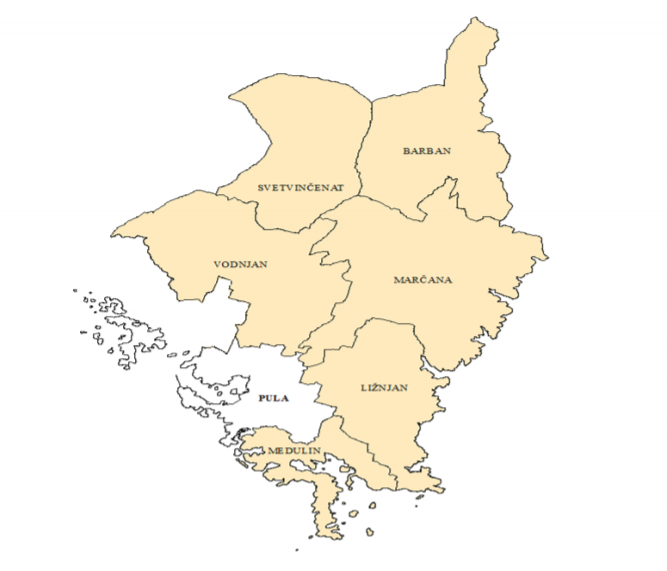 BARBAN
SVETVINČENAT
VODNJAN
MARČANA
LIŽNJAN
PULA
MEDULIN